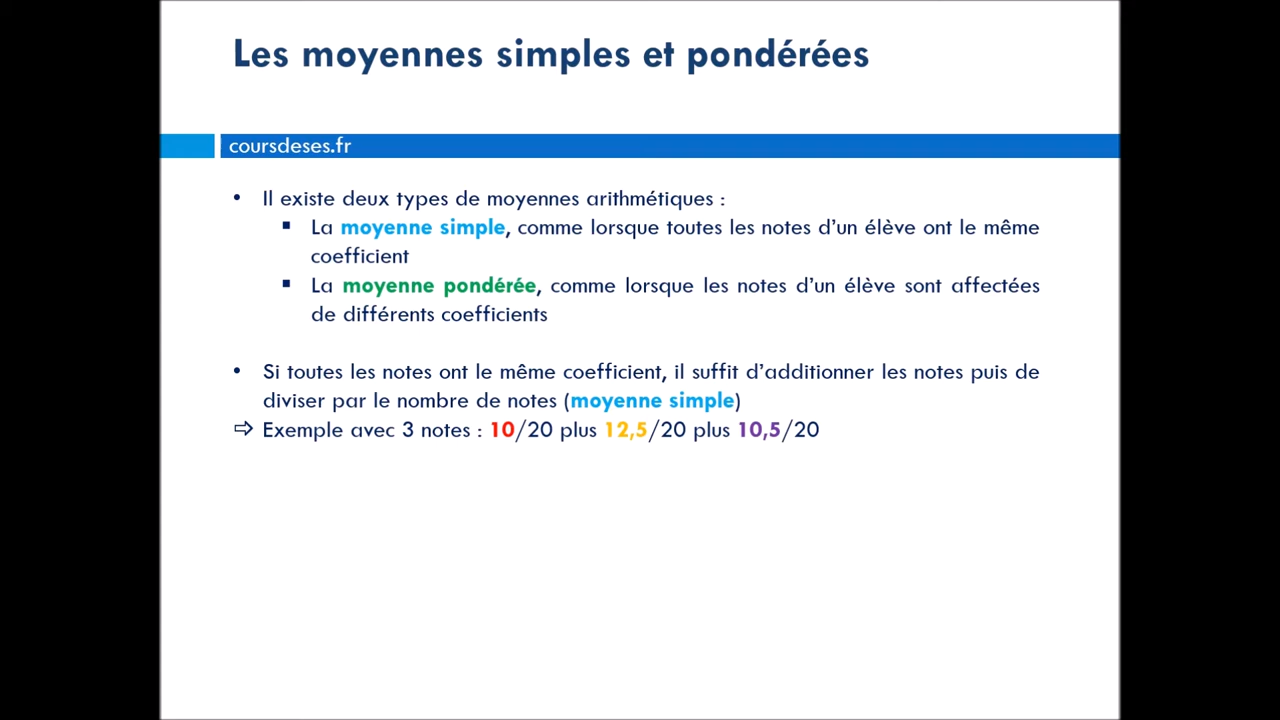 Les moyennes simples et pondérées
coursdeses.fr
• Il existe deux types de moyennes arithmétiques :
▪ La moyenne simple, comme lorsque toutes les notes d’un élève ont le même
coefficient
▪ La moyenne pondérée, comme lorsque les notes d’un élève sont affectées
de différents coefficients
• Si toutes les notes ont le même coefficient, il suffit d’additionner les notes puis de
diviser par le nombre de notes (moyenne simple)
⇨ Exemple avec 3 notes : 10/20 plus 12,5/20 plus 10,5/20